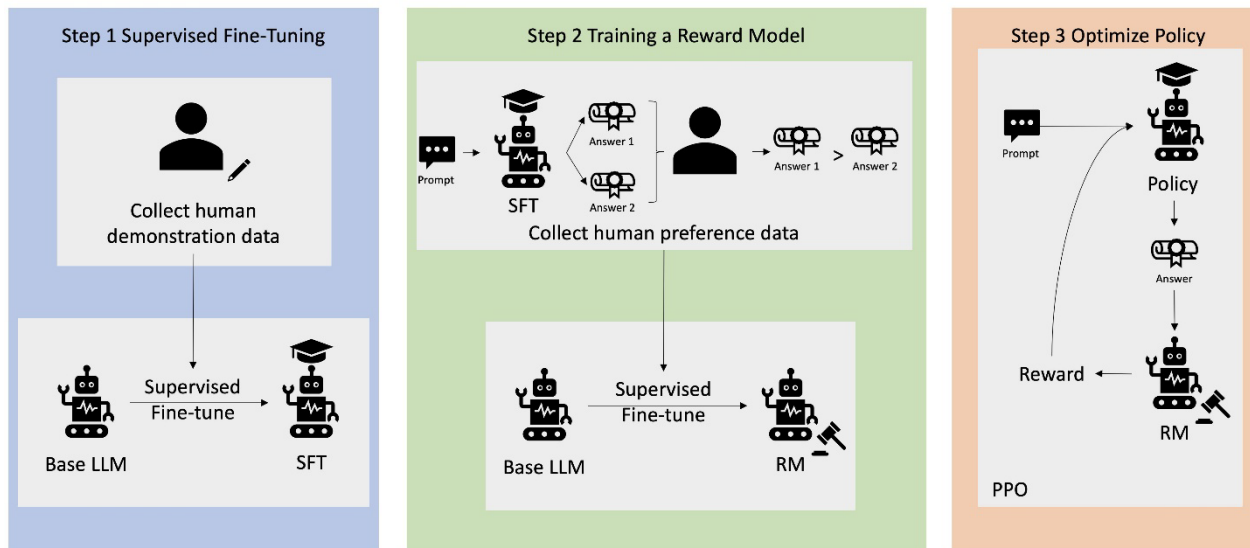 Step 1 Supervised Fine-Tuning
Collect human
demonstration data
Base LLM
Supervised
Fine-tune
SFT
Step 2 Training a Reward Model
Prompt
SFT
Answer 1
Answer 2
Answer 1
>
Answer 2
Collect human preference data
Base LLM
Supervised
Fine-tune
RM
Step 3 Optimize Policy
Prompt
Policy
Answer
Reward
RM
PPO